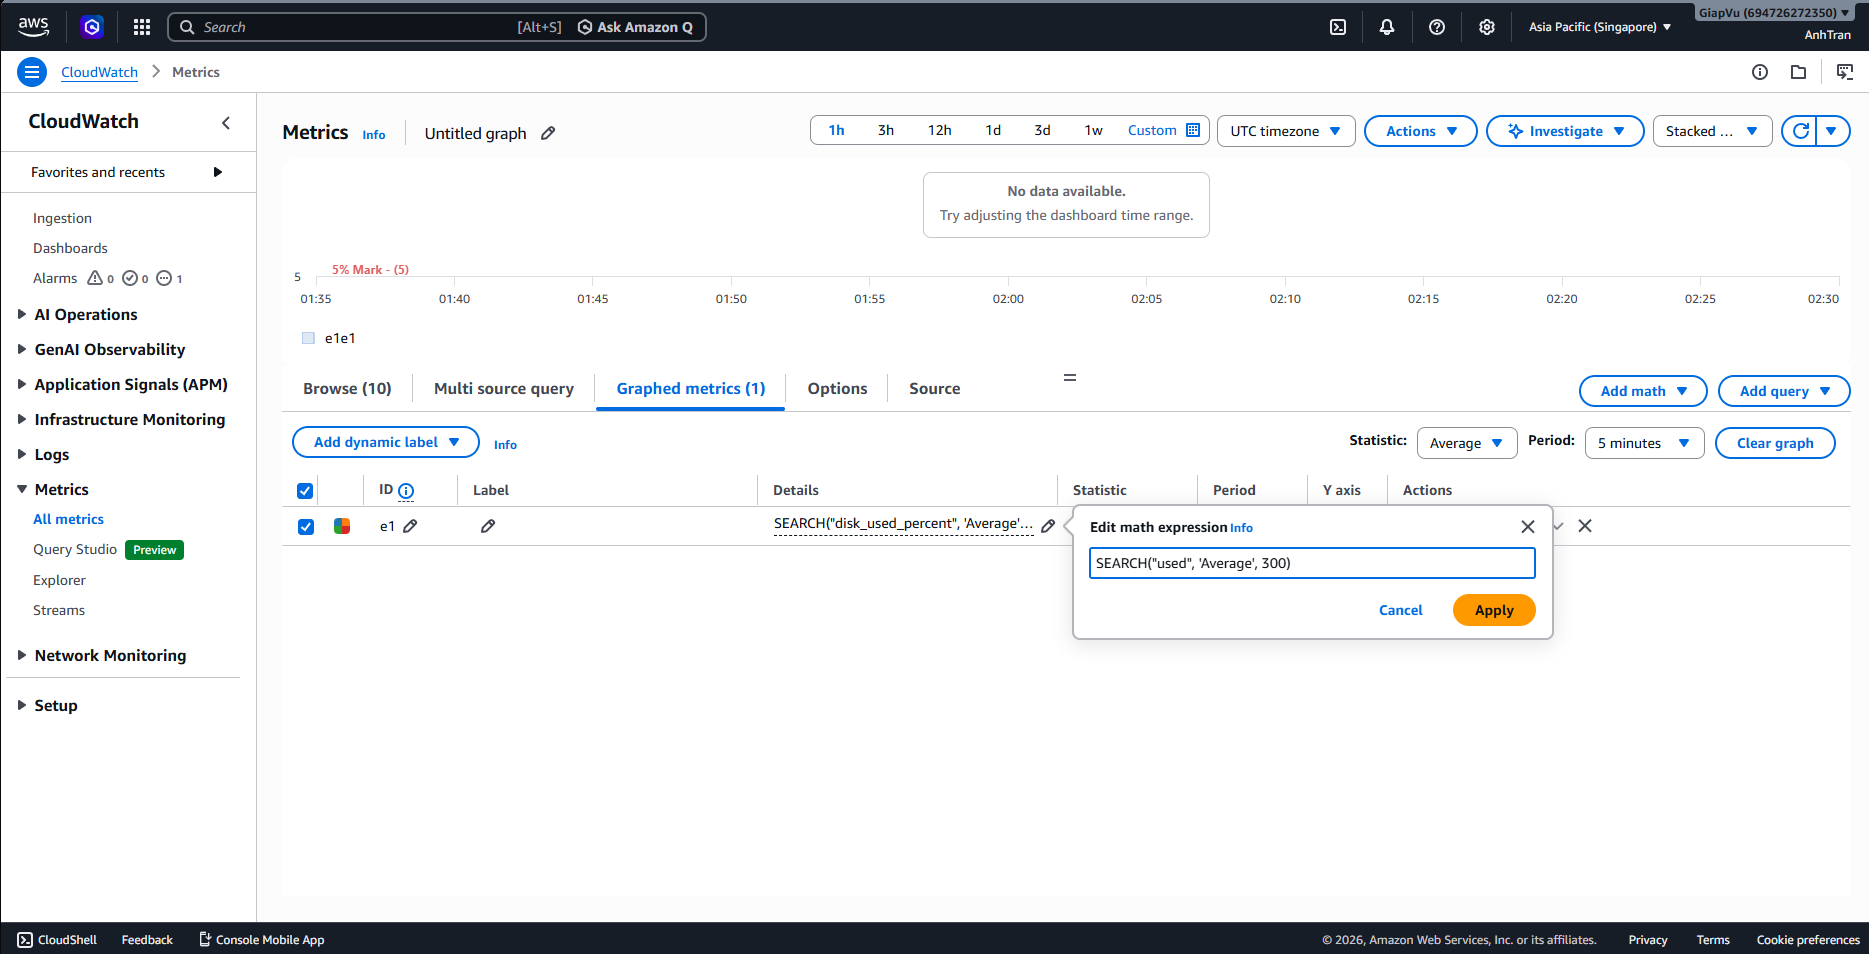 aws
Search
[Alt+S]
Ask Amazon Q
Asia Pacific (Singapore)
GiapVu (694726272350)
AnhTran
CloudWatch
Metrics
CloudWatch
Favorites and recents
Ingestion
Dashboards
Alarms 0 0 1
AI Operations
GenAI Observability
Application Signals (APM)
Infrastructure Monitoring
Logs
Metrics
All metrics
Query Studio Preview
Explorer
Streams
Network Monitoring
Setup
Metrics Info Untitled graph
1h 3h 12h 1d 3d 1w Custom UTC timezone Actions Investigate Stacked ...
No data available.
Try adjusting the dashboard time range.
5% Mark - (5)
5
01:35 01:40 01:45 01:50 01:55 02:00 02:05 02:10 02:15 02:20 02:25 02:30
e1e1
Browse (10) Multi source query Graphed metrics (1) Options Source
Add math Add query
Add dynamic label Info
Statistic: Average Period: 5 minutes Clear graph
ID Label Details Statistic Period Y axis Actions
e1 SEARCH("disk_used_percent", 'Average'...
Edit math expression Info
SEARCH("used", 'Average', 300)
Cancel Apply
CloudShell Feedback Console Mobile App
© 2026, Amazon Web Services, Inc. or its affiliates. Privacy Terms Cookie preferences